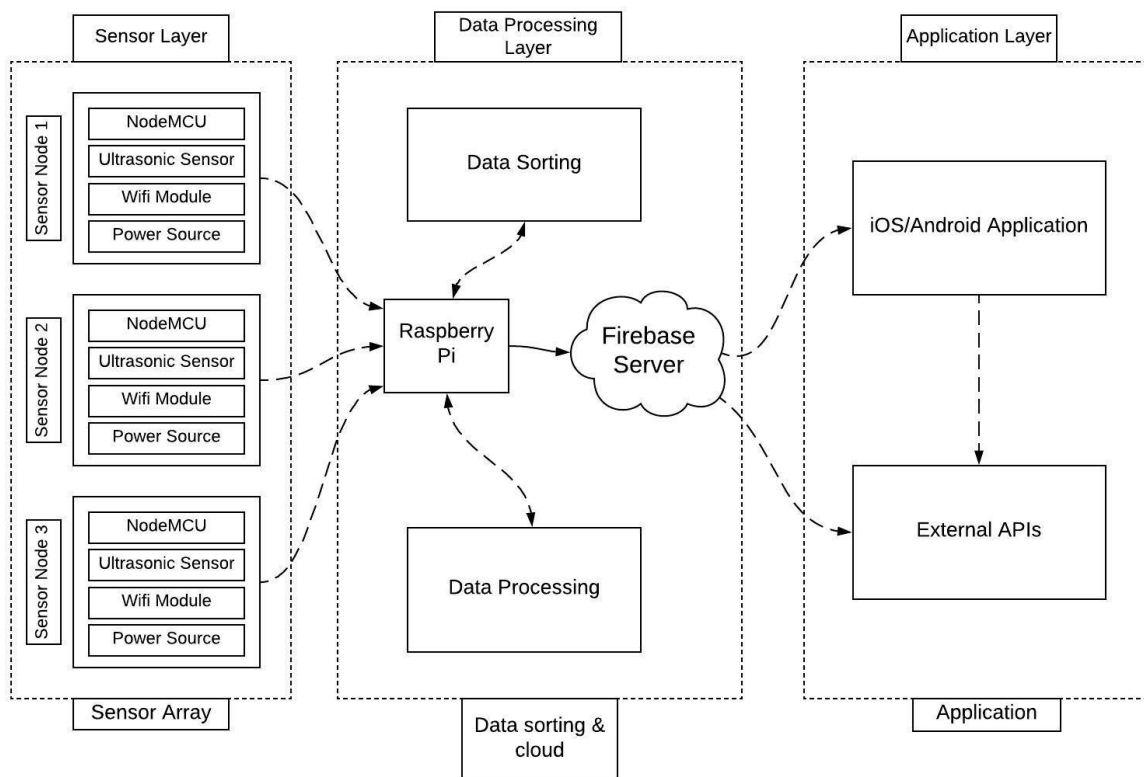 Sensor Layer
Sensor Node 1
NodeMCU
Ultrasonic Sensor
Wifi Module
Power Source
Sensor Node 2
NodeMCU
Ultrasonic Sensor
Wifi Module
Power Source
Sensor Node 3
NodeMCU
Ultrasonic Sensor
Wifi Module
Power Source
Sensor Array
Data Processing
Layer
Data Sorting
Raspberry
Pi
Firebase
Server
Data Processing
Data sorting &
cloud
Application Layer
iOS/Android Application
External APIs
Application